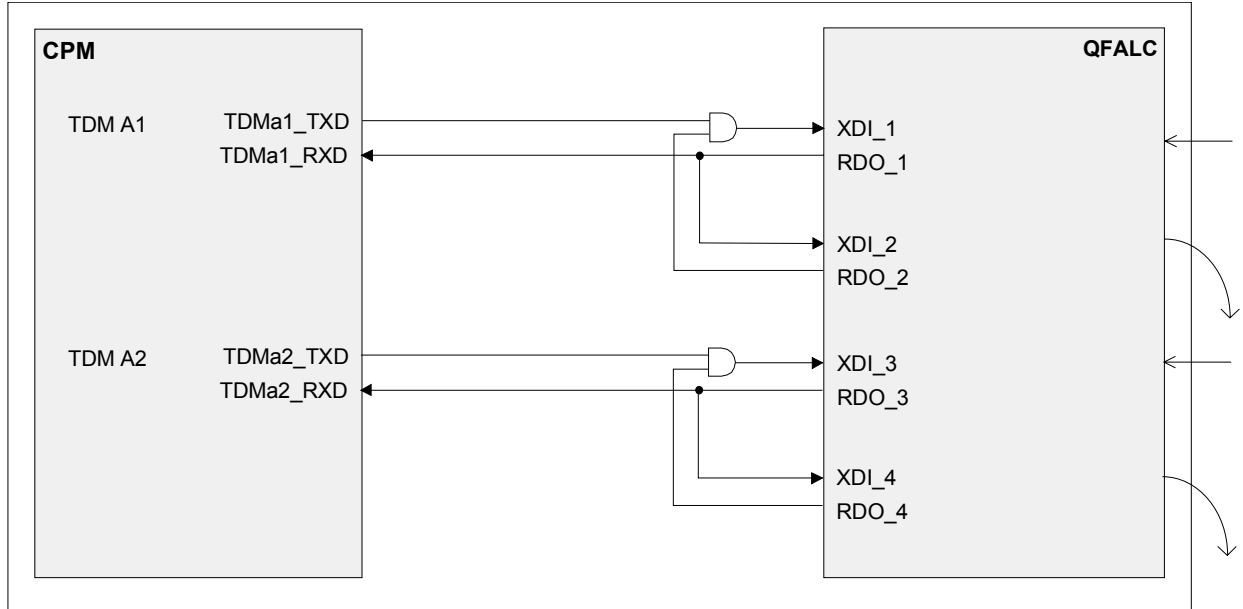 CPM
QFALC
TDM A1
TDMa1_TXD
TDMa1_RXD
XDI_1
RDO_1
XDI_2
RDO_2
TDM A2
TDMa2_TXD
TDMa2_RXD
XDI_3
RDO_3
XDI_4
RDO_4